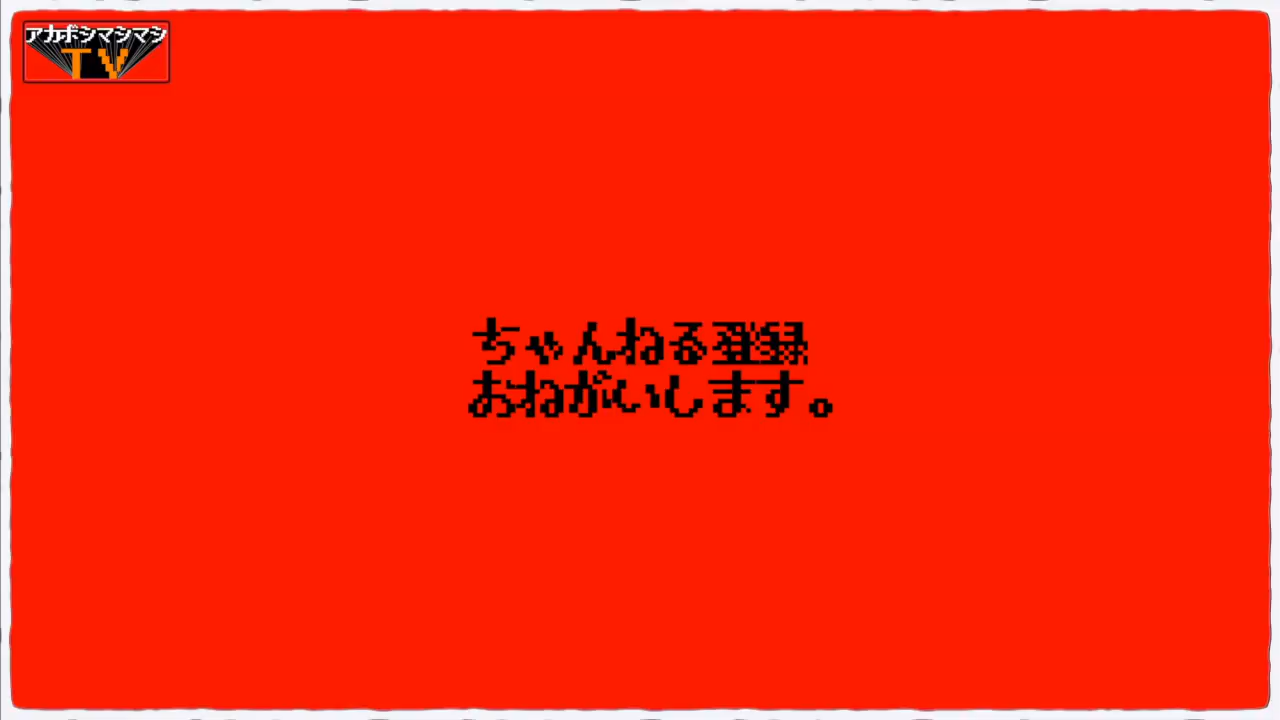 アカボシマシマシ
TV
ちゃんねる登録
おねがいします。